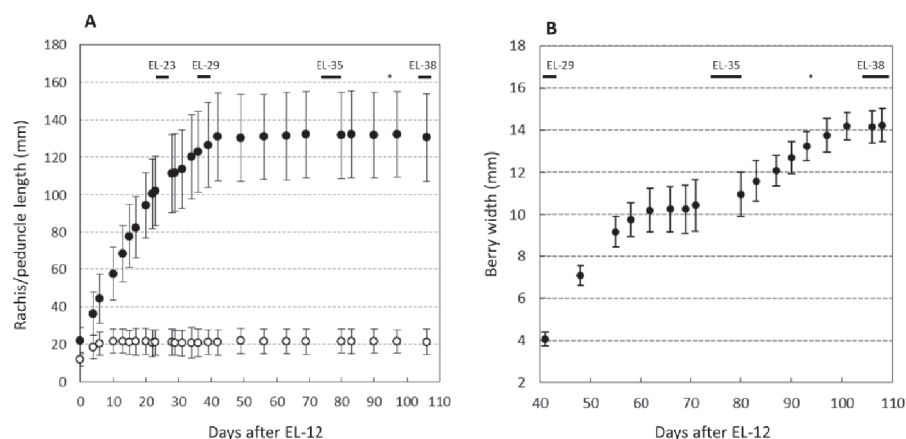 A
Rachis/peduncle length (mm)
180
160
140
120
100
80
60
40
20
0
EL-23 EL-29 EL-35 * EL-38
0 10 20 30 40 50 60 70 80 90 100 110
Days after EL-12
B
Berry width (mm)
18
16
14
12
10
8
6
4
2
EL-29 EL-35 * EL-38
40 50 60 70 80 90 100 110
Days after EL-12